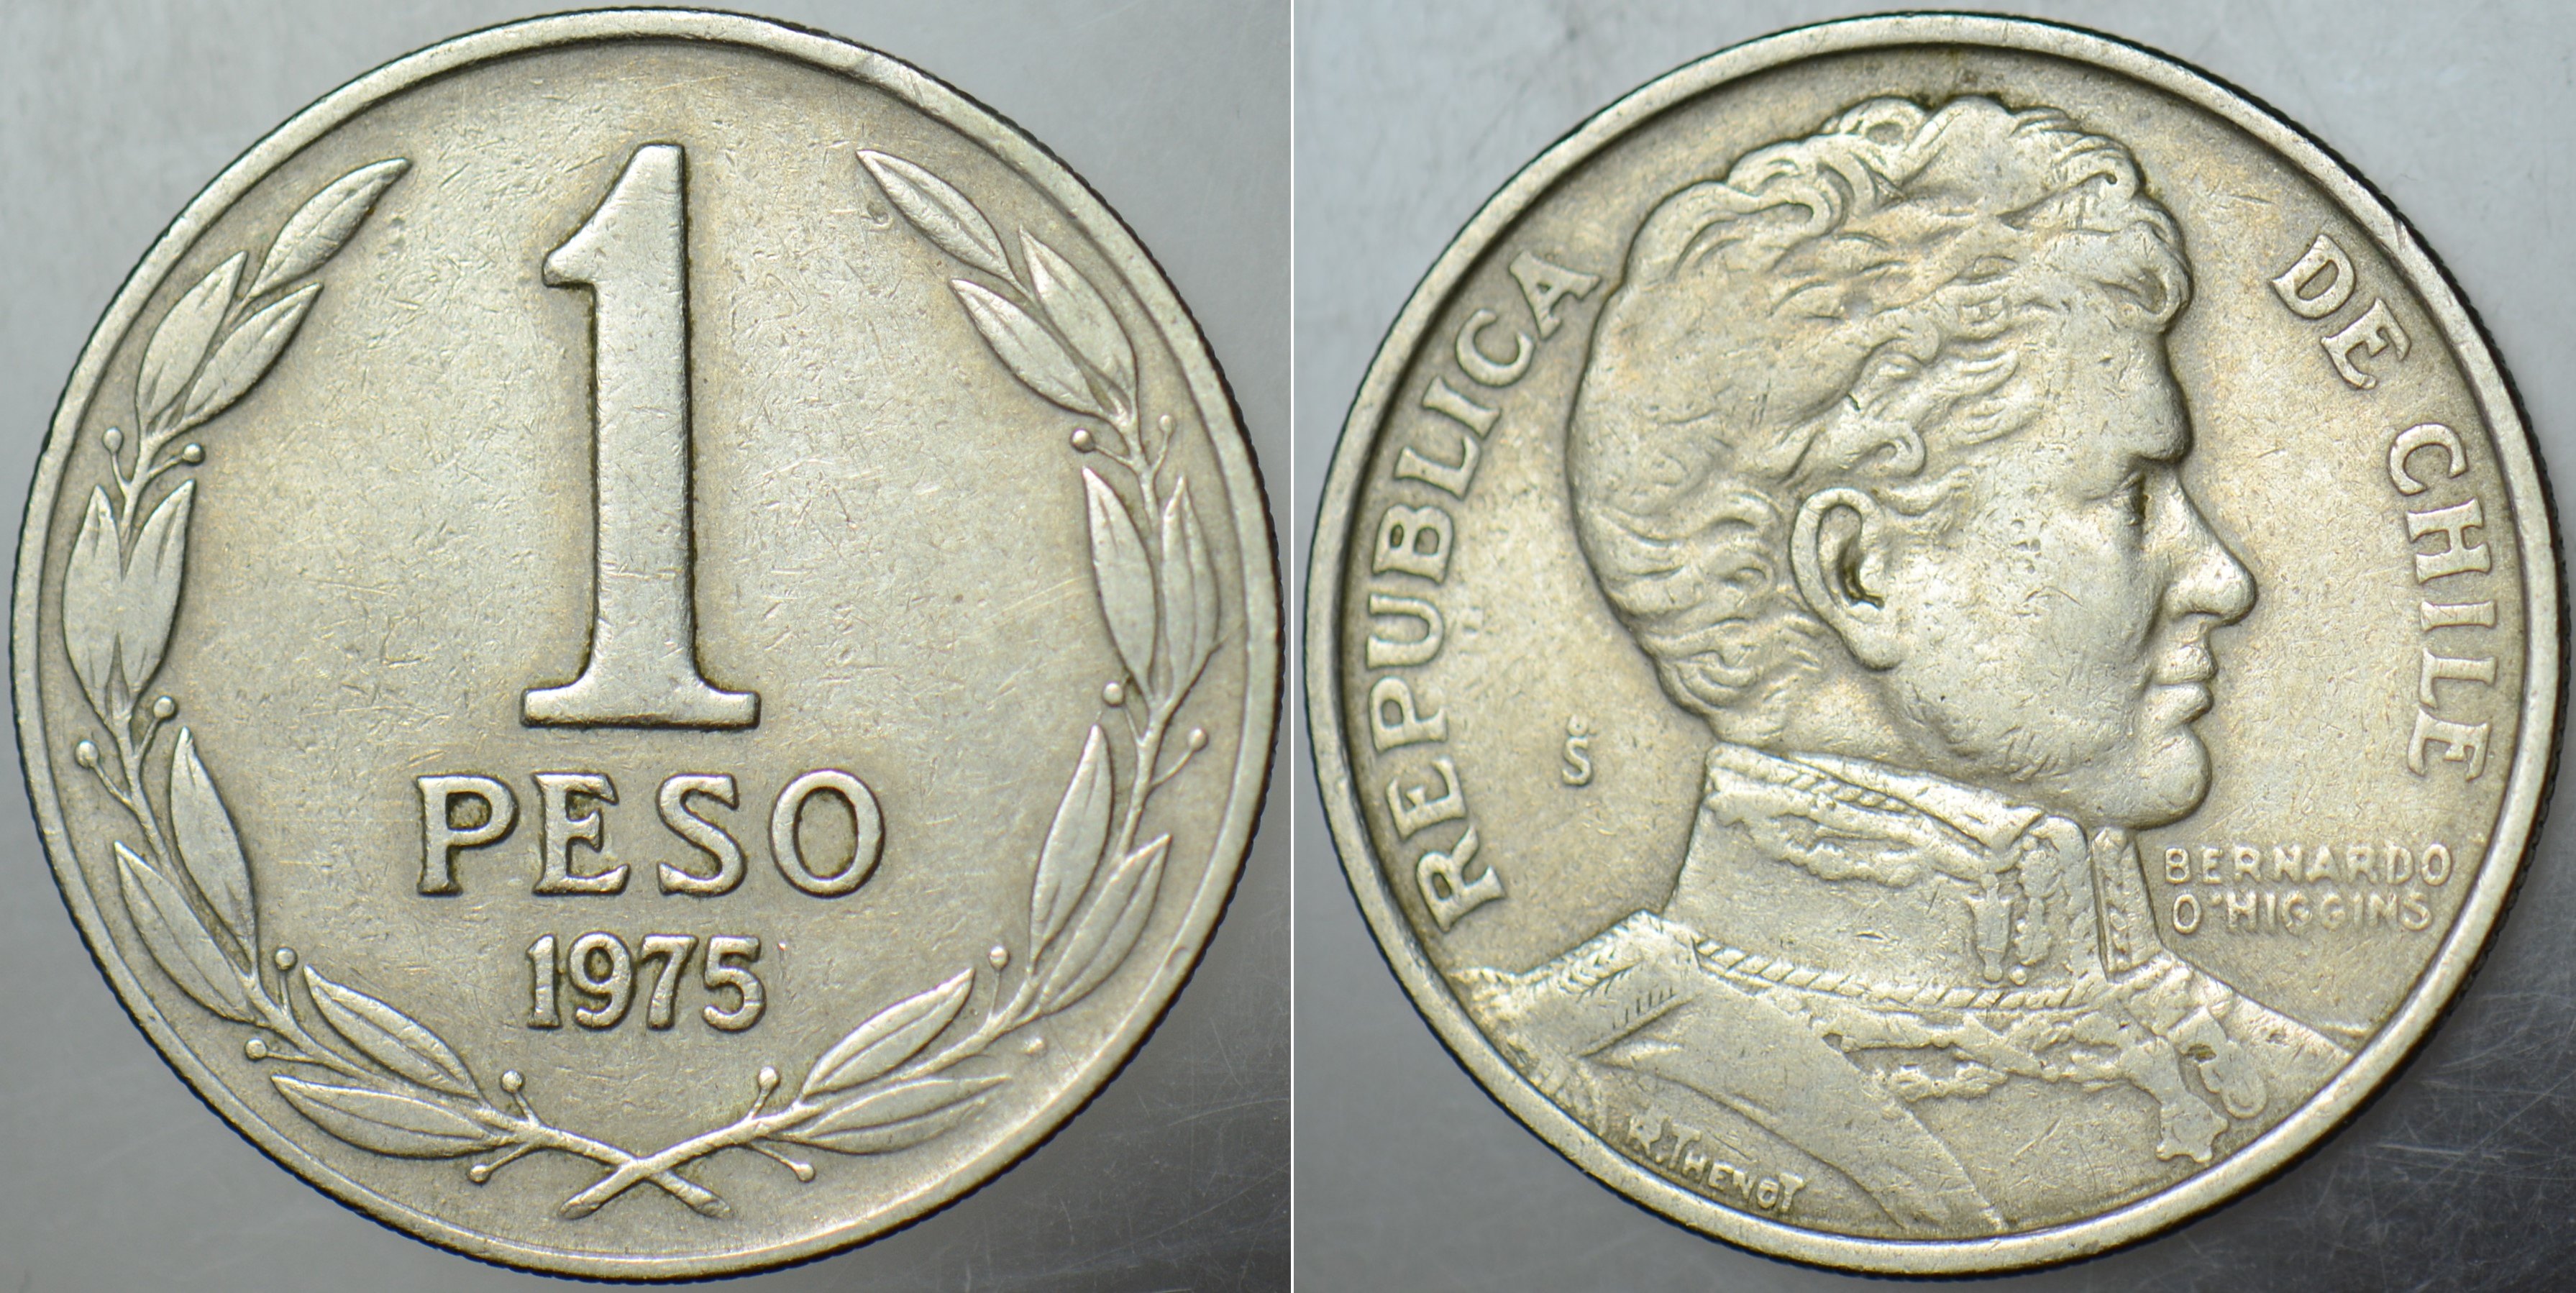 1
PESO
1975
REPUBLICA DE CHILE
Ṡ
BERNARDO
O'HIGGINS
R.THENOT